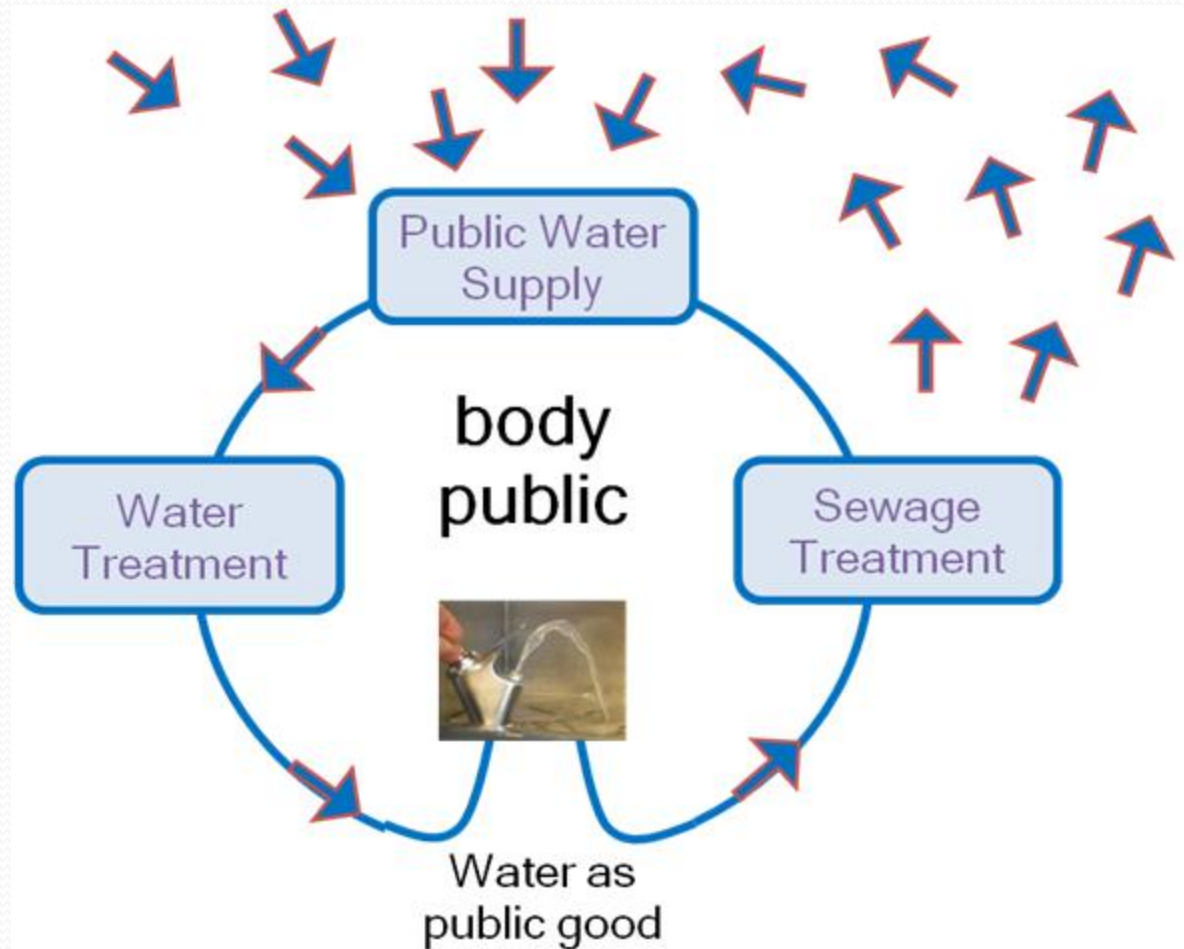 Public Water
Supply
body
public
Water
Treatment
Sewage
Treatment
Water as
public good